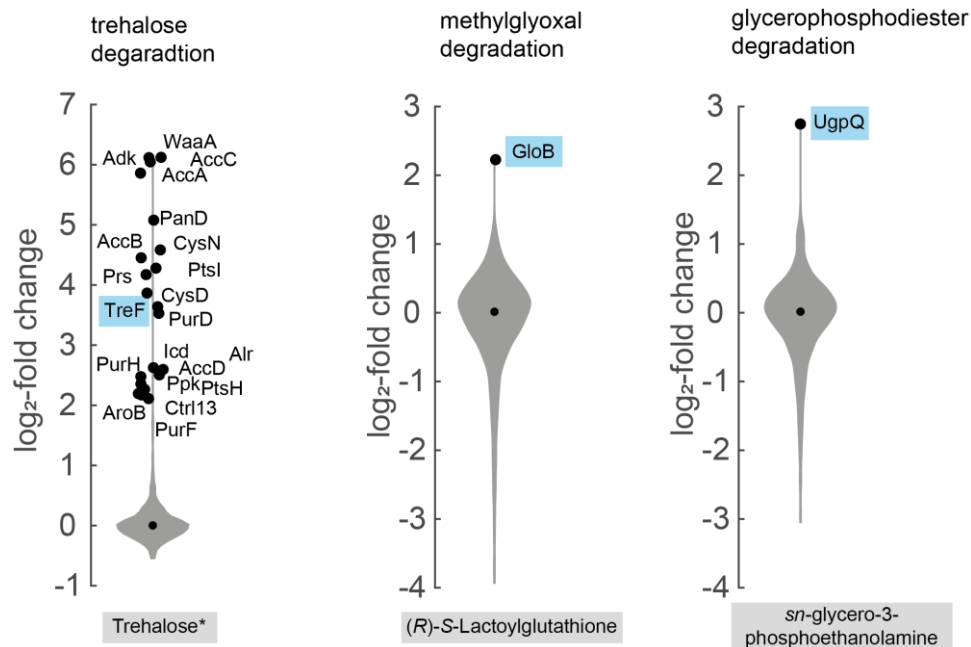 trehalose
degaradtion
log₂-fold change
7
6
5
4
3
2
1
0
-1
WaaA
Adk
AccC
AccA
PanD
AccB
CysN
Prs
PtsI
TreF
CysD
PurD
Icd
Alr
PurH
AccD
Ppk
PtsH
AroB
Ctrl13
PurF
Trehalose*
methylglyoxal
degradation
log₂-fold change
3
2
1
0
-1
-2
-3
-4
GloB
(R)-S-Lactoylglutathione
glycerophosphodiester
degradation
log₂-fold change
3
2
1
0
-1
-2
-3
-4
UgpQ
sn-glycero-3-
phosphoethanolamine